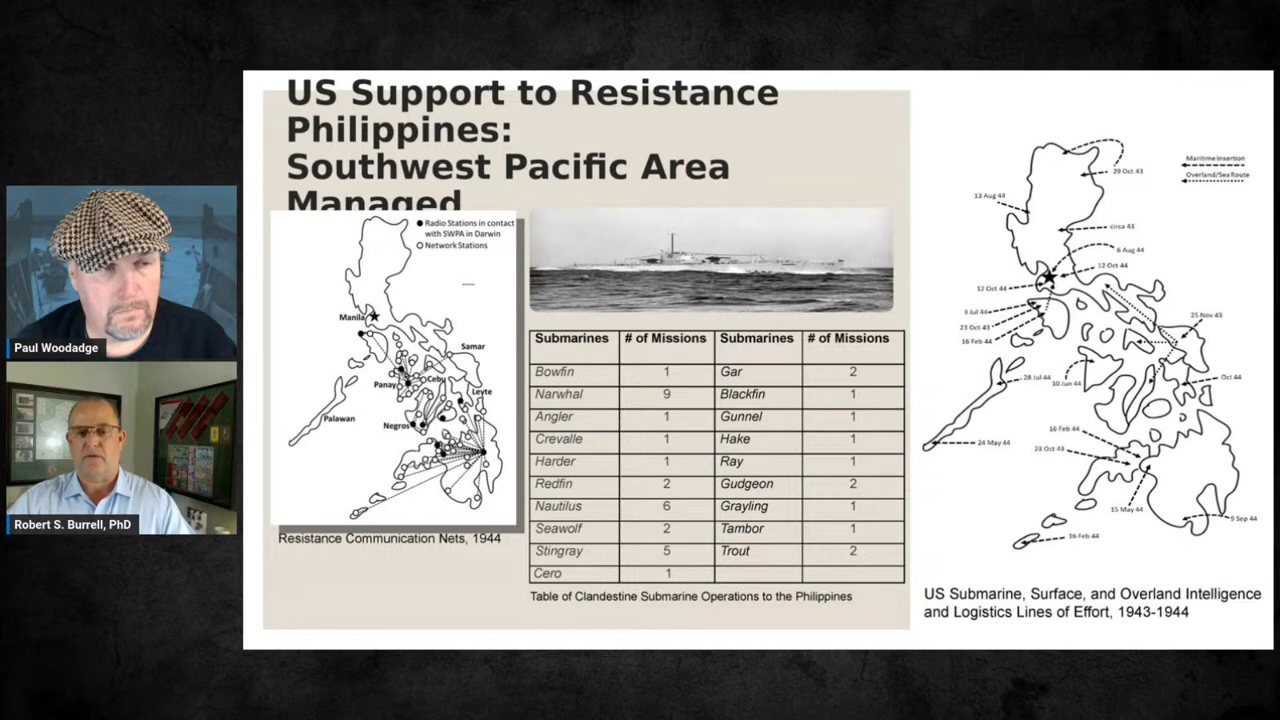 US Support to Resistance
Philippines:
Southwest Pacific Area
Managed
Radio Stations in contact
with SWPA in Darwin
Network Stations
Manila
Samar
Panay
Cebu
Leyte
Palawan
Negros
Resistance Communication Nets, 1944
Submarines # of Missions Submarines # of Missions
Bowfin 1 Gar 2
Narwhal 9 Blackfin 1
Angler 1 Gunnel 1
Crevalle 1 Hake 1
Harder 1 Ray 1
Redfin 2 Gudgeon 2
Nautilus 6 Grayling 1
Seawolf 2 Tambor 1
Stingray 5 Trout 2
Cero 1
Table of Clandestine Submarine Operations to the Philippines
Maritime Insertion
Overland/Sea Route
29 Oct 43
13 Aug 44
circa 43
6 Aug 44
12 Oct 44
12 Oct 44
3 Jul 44
23 Oct 43
16 Feb 44
25 Nov 43
28 Jul 44
10 Jun 44
Oct 44
16 Feb 44
24 May 44
23 Oct 43
15 May 44
9 Sep 44
16 Feb 44
US Submarine, Surface, and Overland Intelligence
and Logistics Lines of Effort, 1943-1944
Paul Woodadge
Robert S. Burrell, PhD